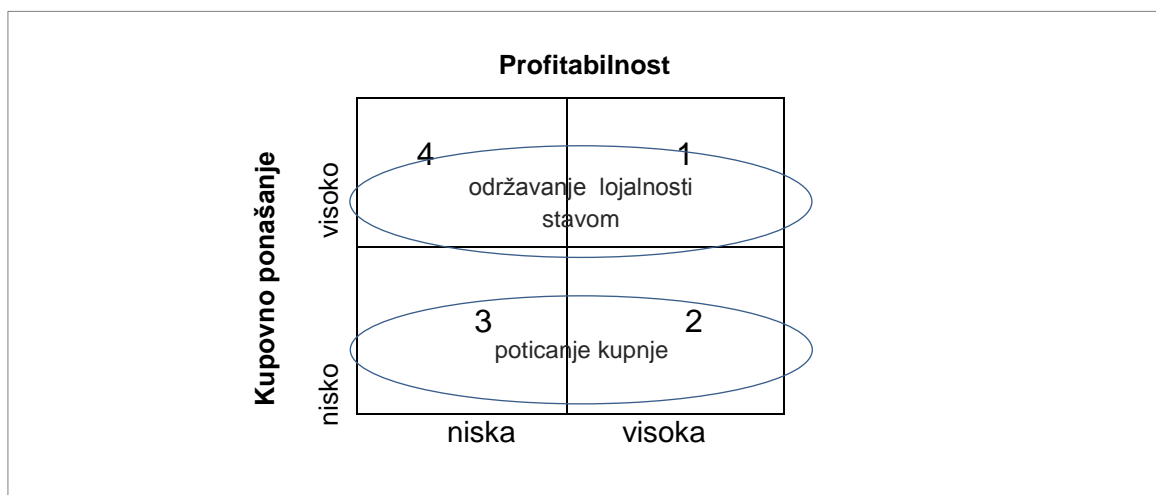 Profitabilnost
Kupovno ponašanje
visoko
4
1
održavanje lojalnosti
stavom
nisko
3
2
poticanje kupnje
niska
visoka